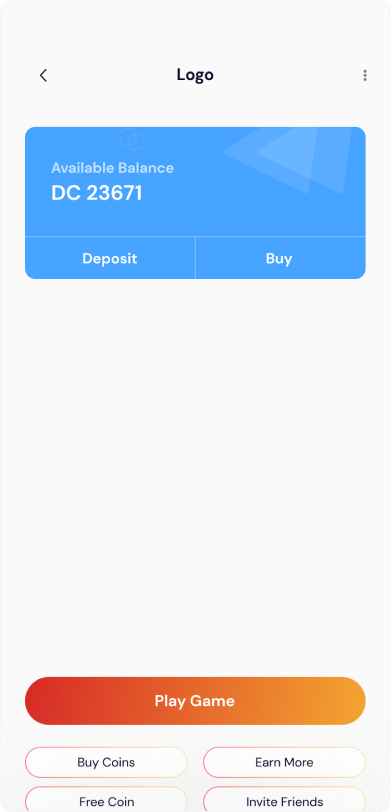 Logo
Available Balance
DC 23671
Deposit
Buy
Play Game
Buy Coins
Earn More
Free Coin
Invite Friends